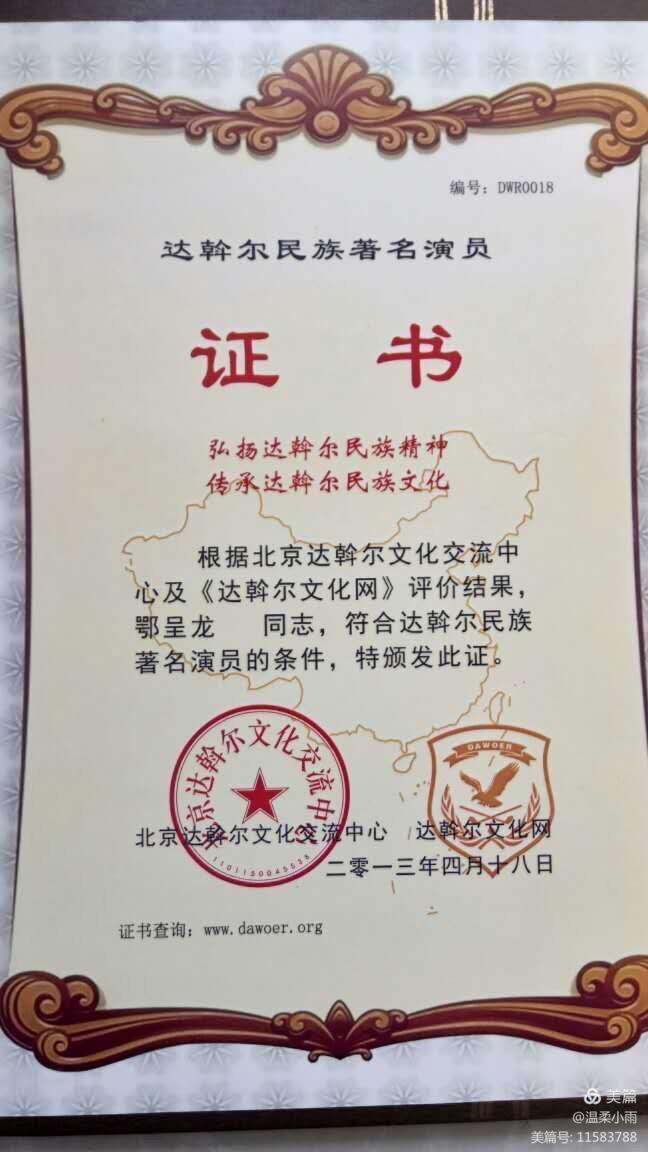 编号：DWR0018
达斡尔民族著名演员
证 书
弘扬达斡尔民族精神
传承达斡尔民族文化
根据北京达斡尔文化交流中
心及《达斡尔文化网》评价结果，
鄂呈龙 同志，符合达斡尔民族
著名演员的条件，特颁发此证。
北京达斡尔文化交流中心
1101150045538
DAWOER
北京达斡尔文化交流中心 达斡尔文化网
二零一三年四月十八日
证书查询：www.dawoer.org
美篇
@温柔小雨
美篇号：11583788